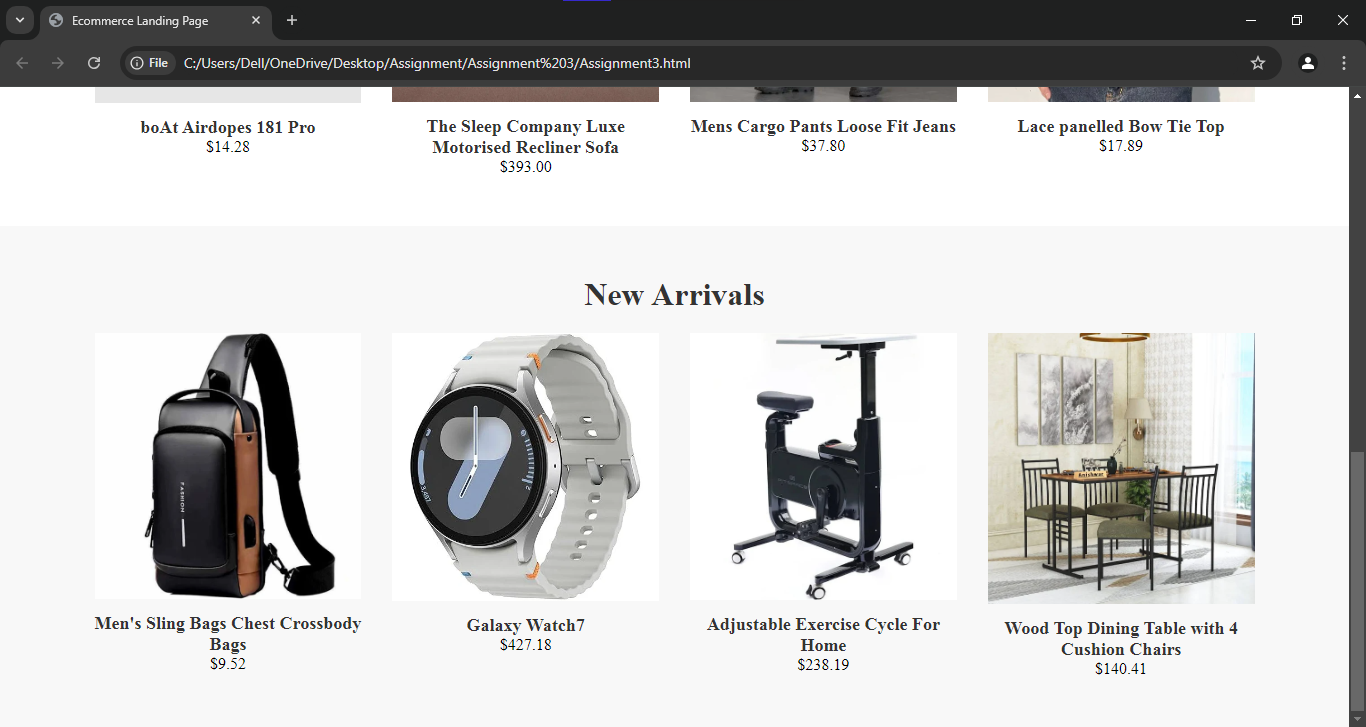 Ecommerce Landing Page
File
C:/Users/Dell/OneDrive/Desktop/Assignment/Assignment%203/Assignment3.html
boAt Airdopes 181 Pro
$14.28
The Sleep Company Luxe
Motorised Recliner Sofa
$393.00
Mens Cargo Pants Loose Fit Jeans
$37.80
Lace panelled Bow Tie Top
$17.89
New Arrivals
FASHION
Men's Sling Bags Chest Crossbody
Bags
$9.52
Galaxy Watch7
$427.18
Adjustable Exercise Cycle For
Home
$238.19
Wood Top Dining Table with 4
Cushion Chairs
$140.41